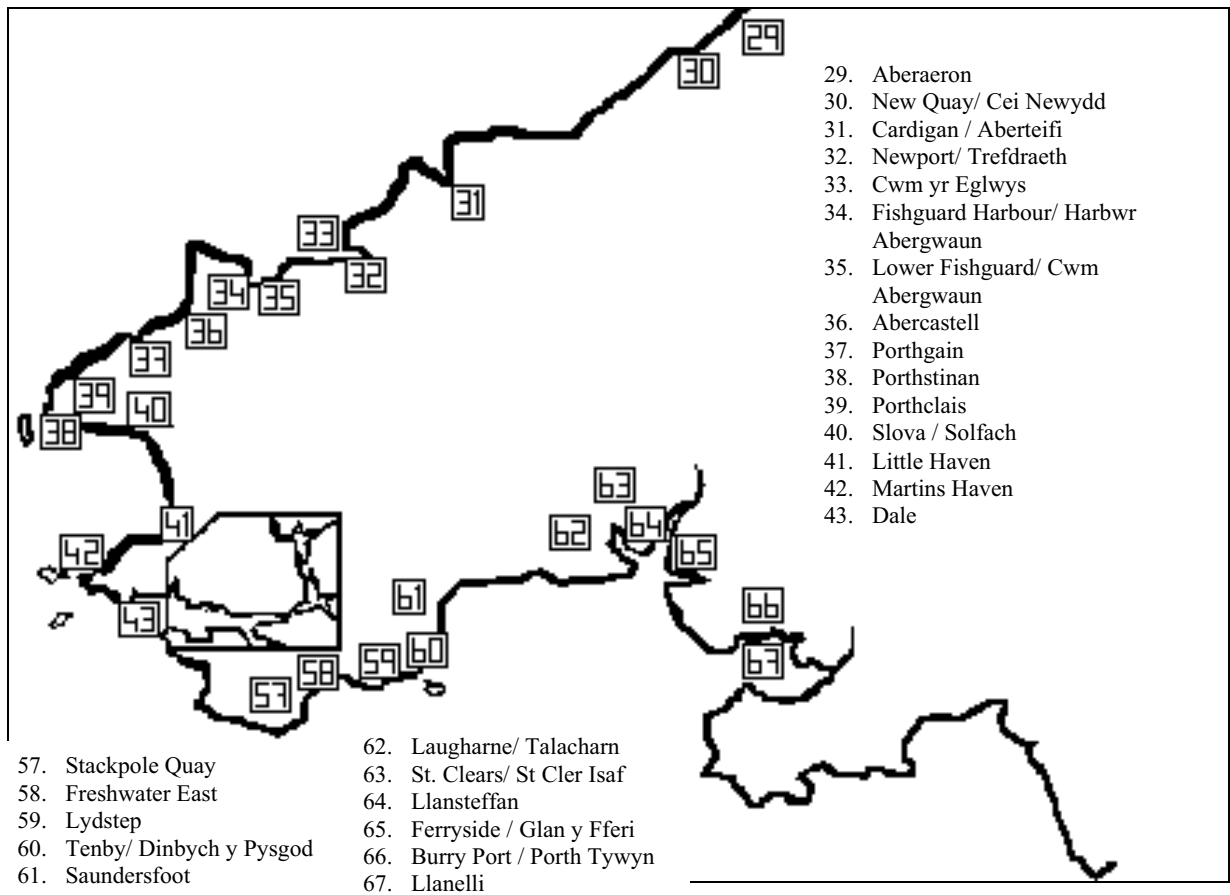 29
30
31
33
32
34
35
36
37
39
40
38
41
42
43
63
62
64
65
61
66
60
59
67
58
57
29. Aberaeron
30. New Quay/ Cei Newydd
31. Cardigan / Aberteifi
32. Newport/ Trefdraeth
33. Cwm yr Eglwys
34. Fishguard Harbour/ Harbwr
Abergwaun
35. Lower Fishguard/ Cwm
Abergwaun
36. Abercastell
37. Porthgain
38. Porthstinan
39. Porthclais
40. Slova / Solfach
41. Little Haven
42. Martins Haven
43. Dale
57. Stackpole Quay
58. Freshwater East
59. Lydstep
60. Tenby/ Dinbych y Pysgod
61. Saundersfoot
62. Laugharne/ Talacharn
63. St. Clears/ St Cler Isaf
64. Llansteffan
65. Ferryside / Glan y Fferi
66. Burry Port / Porth Tywyn
67. Llanelli